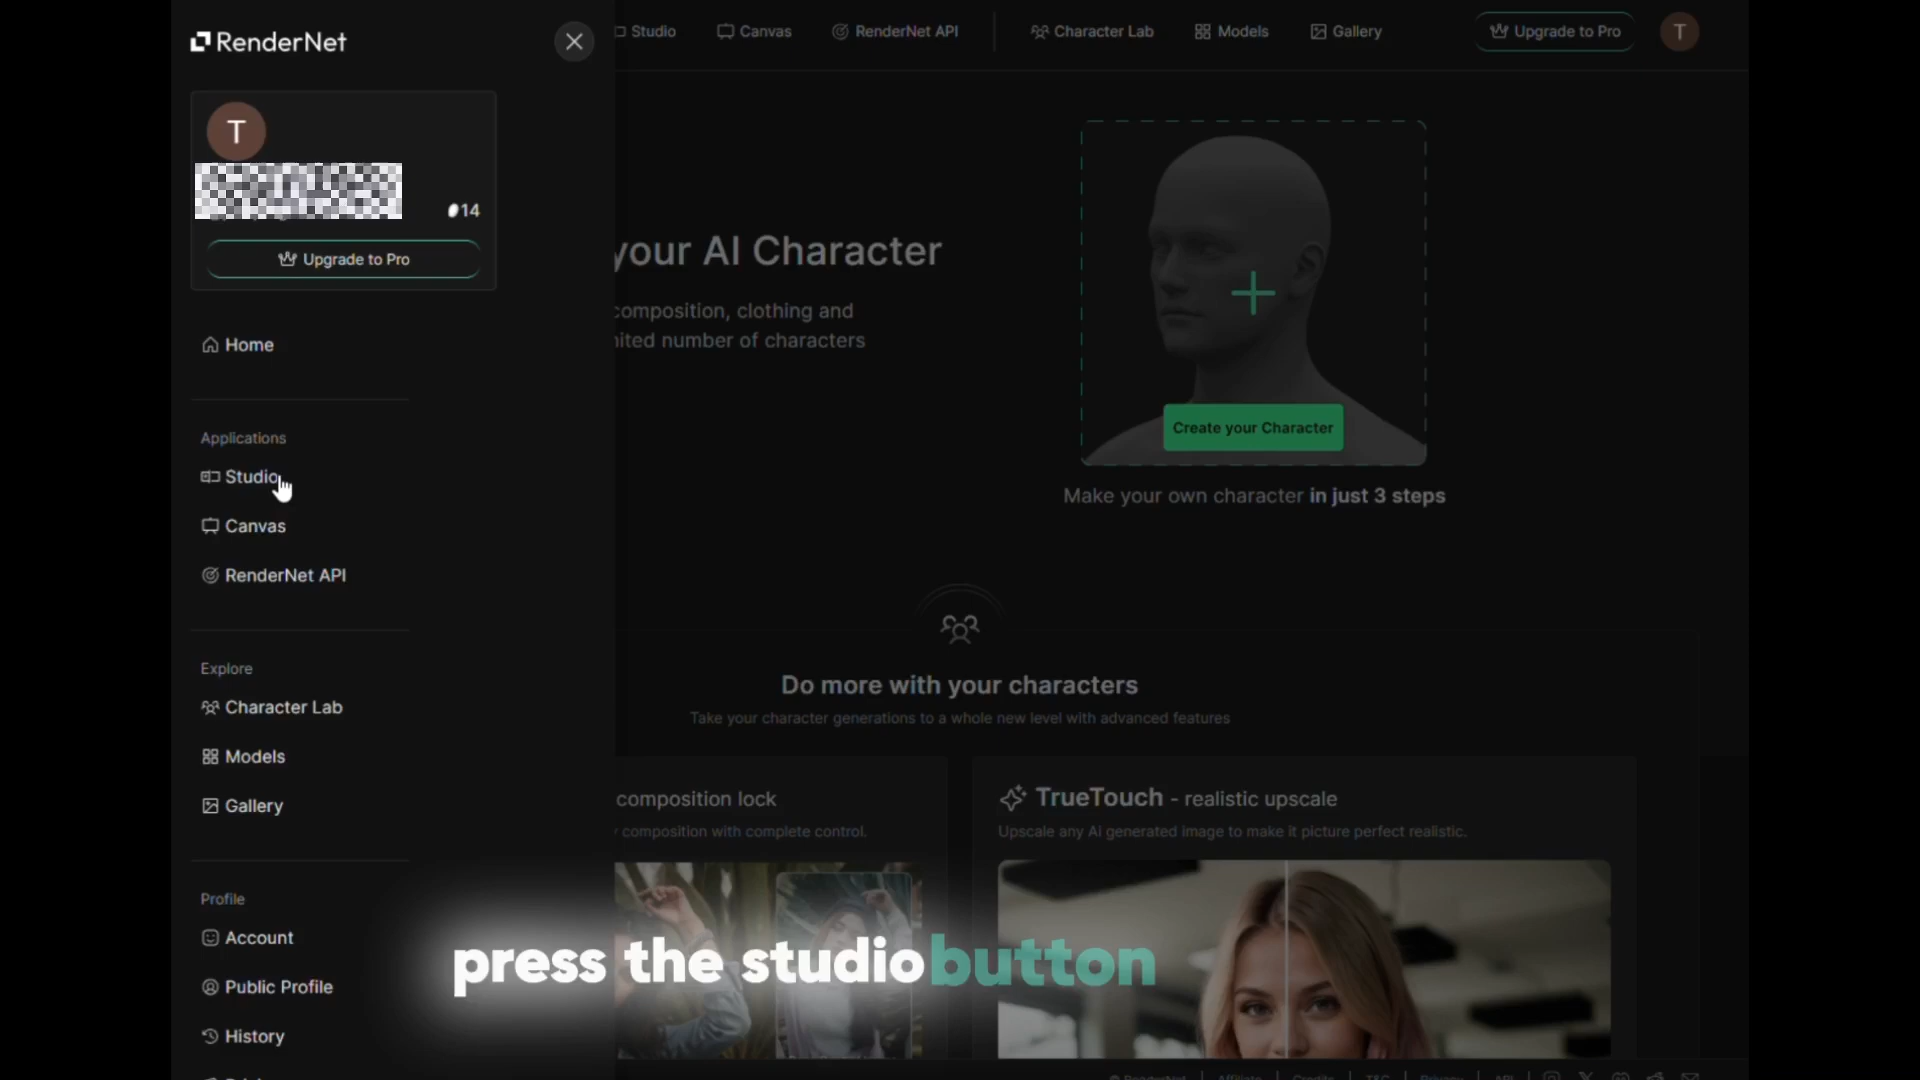 RenderNet
Studio
Canvas
RenderNet API
Character Lab
Models
Gallery
Upgrade to Pro
T
T
14
Upgrade to Pro
Home
Applications
Studio
Canvas
RenderNet API
Explore
Character Lab
Models
Gallery
Profile
Account
Public Profile
History
your AI Character
composition, clothing and
number of characters
Create your Character
Make your own character in just 3 steps
Do more with your characters
Take your character generations to a whole new level with advanced features
composition lock
composition with complete control.
TrueTouch - realistic upscale
Upscale any Ai generated image to make it picture perfect realistic.
press the studio button